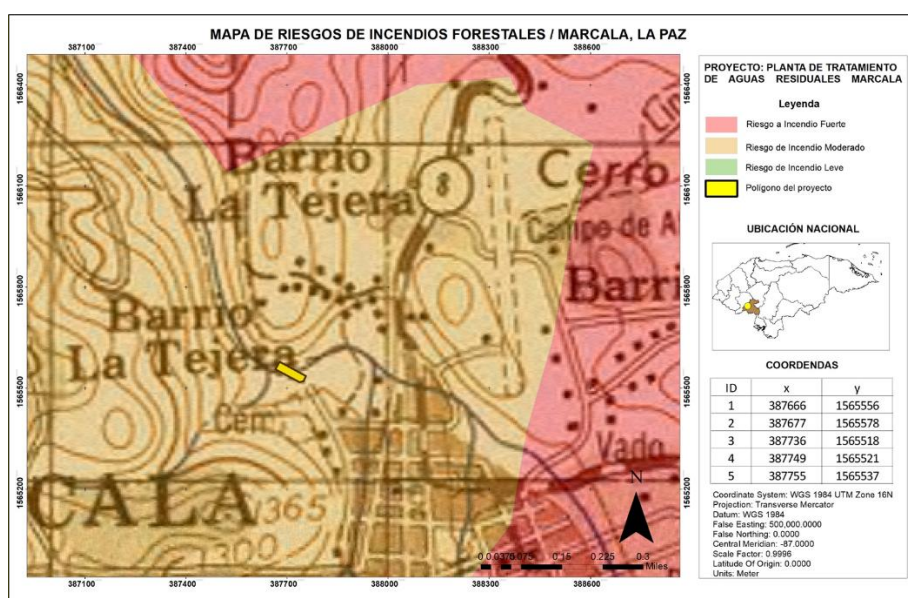 MAPA DE RIESGOS DE INCENDIOS FORESTALES / MARCALA, LA PAZ
387100 387400 387700 388000 388300 388600
1566400
1566100
1565800
1565500
1565200
1566400
1566100
1565800
1565500
1565200
Barrio
La Tejera
Cerro
Campo de
Barri
Barrio
La Tejera
Cem.
Vado
CALA
365
300
N
0 0.0375 0.075 0.15 0.225 0.3
Miles
387100 387400 387700 388000 388300 388600
PROYECTO: PLANTA DE TRATAMIENTO
DE AGUAS RESIDUALES MARCALA
Leyenda
Riesgo a Incendio Fuerte
Riesgo de Incendio Moderado
Riesgo de Incendio Leve
Polígono del proyecto
UBICACIÓN NACIONAL
COORDENDAS
ID x y
1 387666 1565556
2 387677 1565578
3 387736 1565518
4 387749 1565521
5 387755 1565537
Coordinate System: WGS 1984 UTM Zone 16N
Projection: Transverse Mercator
Datum: WGS 1984
False Easting: 500,000.0000
False Northing: 0.0000
Central Meridian: -87.0000
Scale Factor: 0.9996
Latitude Of Origin: 0.0000
Units: Meter